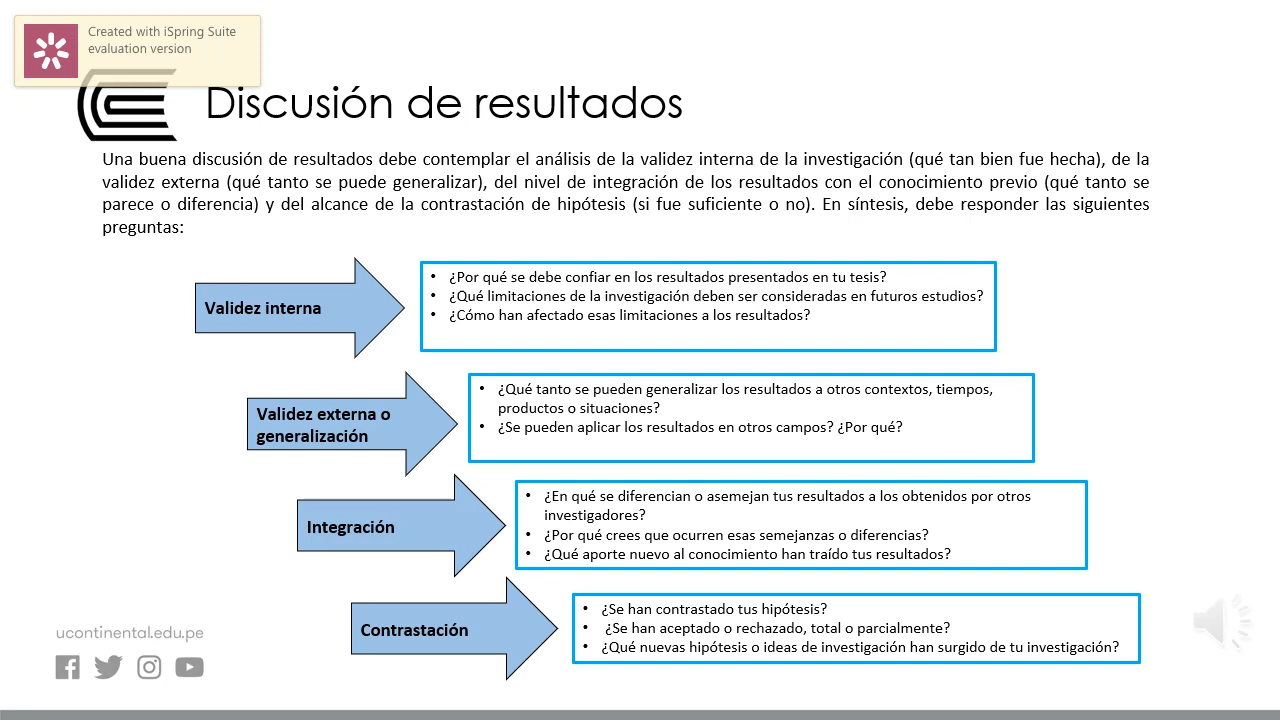 Created with iSpring Suite
evaluation version
Discusión de resultados
Una buena discusión de resultados debe contemplar el análisis de la validez interna de la investigación (qué tan bien fue hecha), de la
validez externa (qué tanto se puede generalizar), del nivel de integración de los resultados con el conocimiento previo (qué tanto se
parece o diferencia) y del alcance de la contrastación de hipótesis (si fue suficiente o no). En síntesis, debe responder las siguientes
preguntas:
Validez interna
• ¿Por qué se debe confiar en los resultados presentados en tu tesis?
• ¿Qué limitaciones de la investigación deben ser consideradas en futuros estudios?
• ¿Cómo han afectado esas limitaciones a los resultados?
Validez externa o
generalización
• ¿Qué tanto se pueden generalizar los resultados a otros contextos, tiempos,
productos o situaciones?
• ¿Se pueden aplicar los resultados en otros campos? ¿Por qué?
Integración
• ¿En qué se diferencian o asemejan tus resultados a los obtenidos por otros
investigadores?
• ¿Por qué crees que ocurren esas semejanzas o diferencias?
• ¿Qué aporte nuevo al conocimiento han traído tus resultados?
Contrastación
• ¿Se han contrastado tus hipótesis?
• ¿Se han aceptado o rechazado, total o parcialmente?
• ¿Qué nuevas hipótesis o ideas de investigación han surgido de tu investigación?
ucontinental.edu.pe